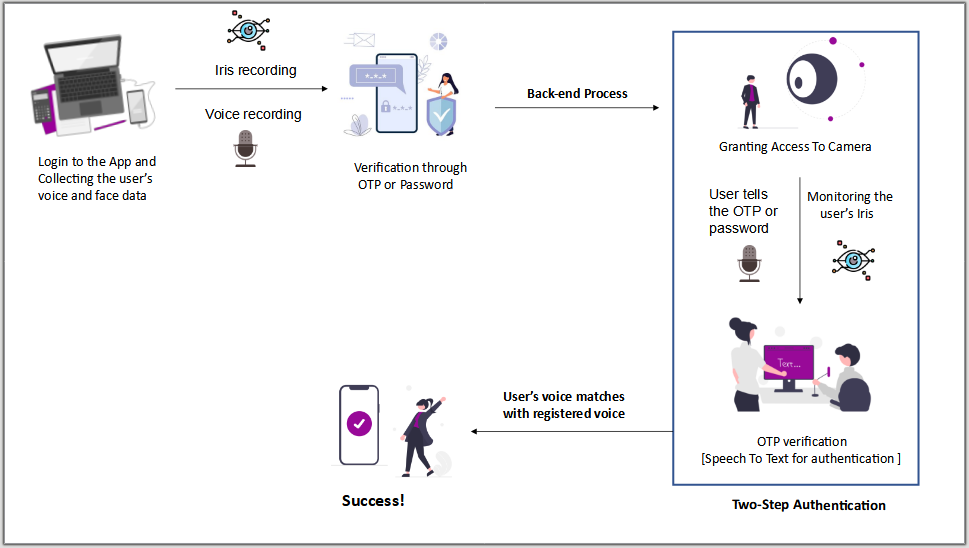 Iris recording
Voice recording
Login to the App and
Collecting the user's
voice and face data
*_*_*
*_*_*
Verification through
OTP or Password
Back-end Process
Granting Access To Camera
User tells
the OTP or
password
Monitoring the
user's Iris
Text...
OTP verification
[Speech To Text for authentication ]
Two-Step Authentication
User's voice matches
with registered voice
Success!